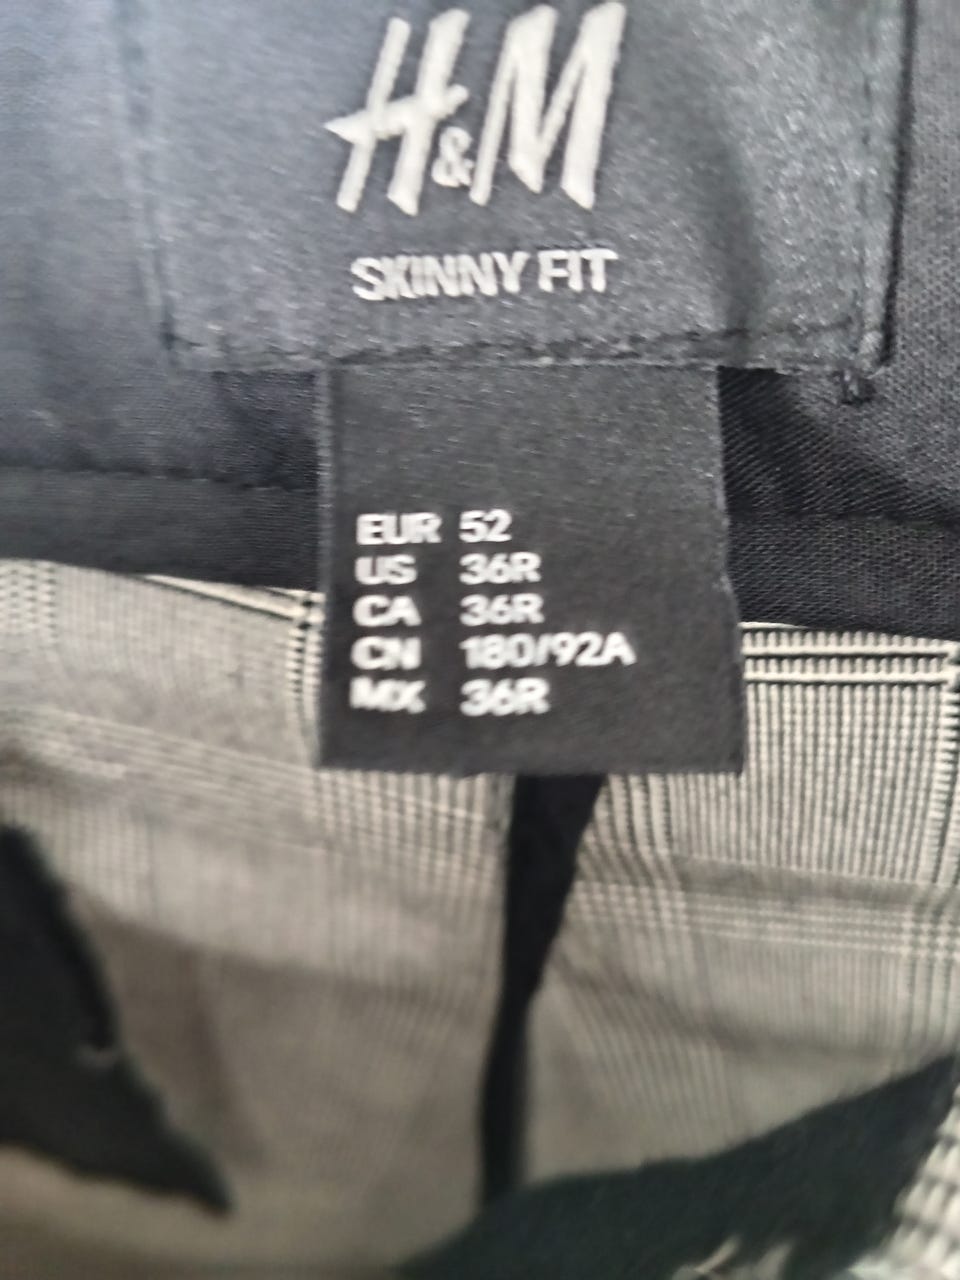 H&M
SKINNY FIT
EUR 52
US 36R
CA 36R
CN 180/92A
MX 36R